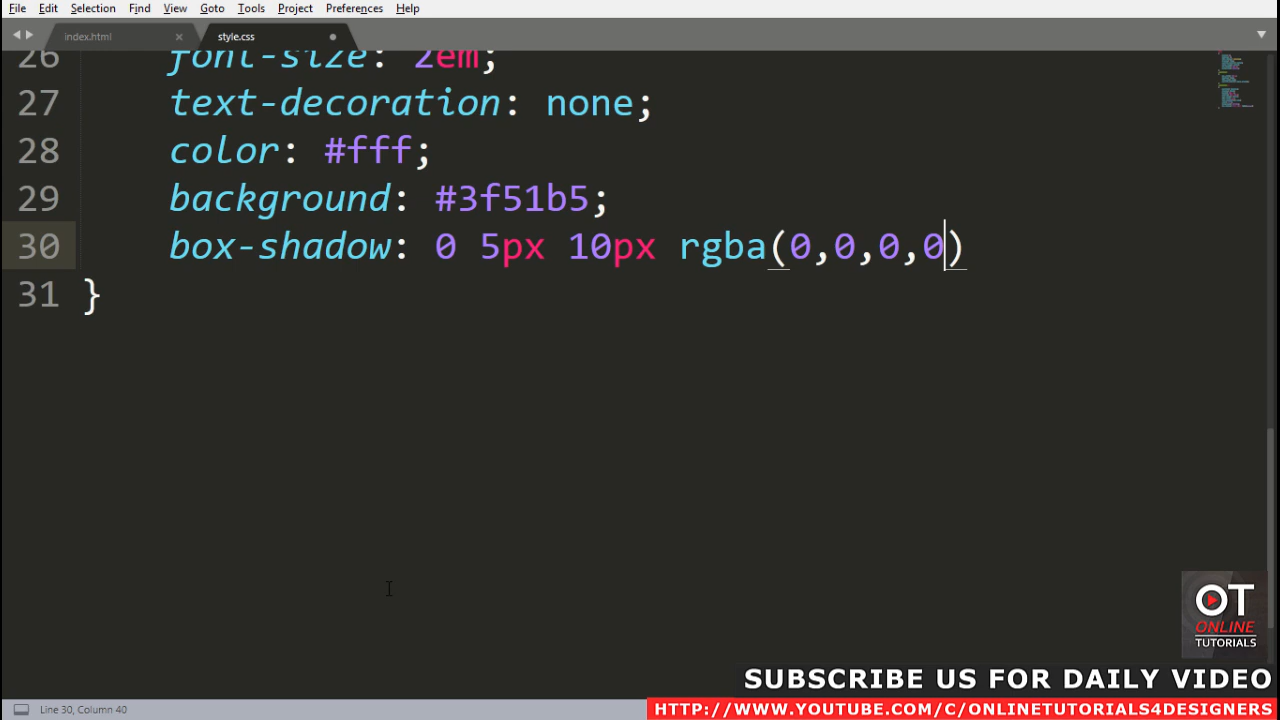 File Edit Selection Find View Goto Tools Project Preferences Help
index.html × style.css
26 font-size: 2em;
27 text-decoration: none;
28 color: #fff;
29 background: #3f51b5;
30 box-shadow: 0 5px 10px rgba(0,0,0,0)
31 }
OT
ONLINE
TUTORIALS
SUBSCRIBE US FOR DAILY VIDEO
Line 30, Column 40
HTTP://WWW.YOUTUBE.COM/C/ONLINETUTORIALS4DESIGNERS